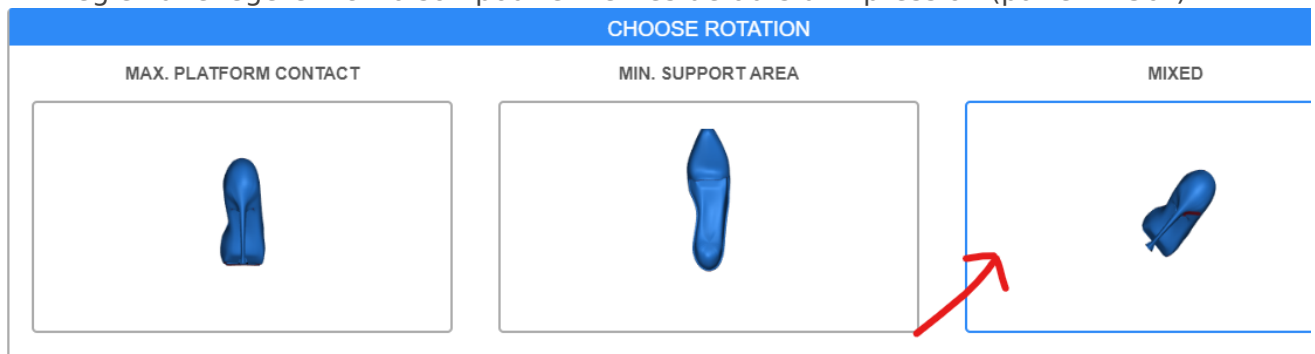 CHOOSE ROTATION
MAX. PLATFORM CONTACT
MIN. SUPPORT AREA
MIXED